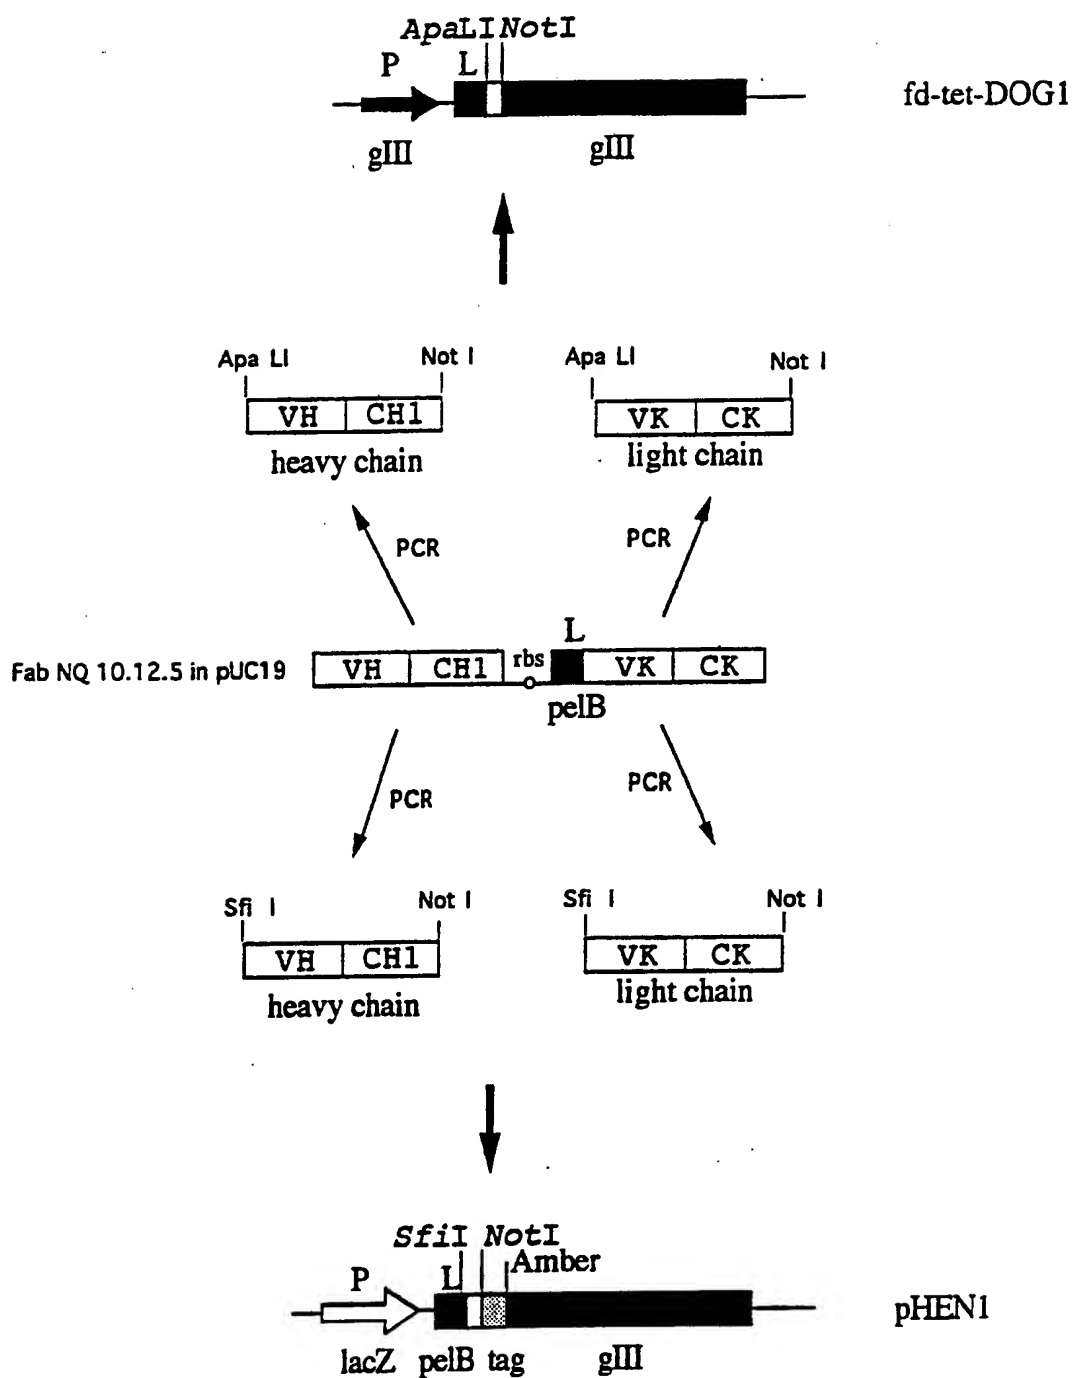 ApaLI NotI
P L
fd-tet-DOG1
gIII gIII
Apa LI Not I Apa LI Not I
VH CH1 VK CK
heavy chain light chain
PCR PCR
L
Fab NQ 10.12.5 in pUC19 VH CH1 rbs VK CK
pelB
PCR PCR
Sfi I Not I Sfi I Not I
VH CH1 VK CK
heavy chain light chain
SfiI NotI
P L Amber
pHEN1
lacZ pelB tag gIII